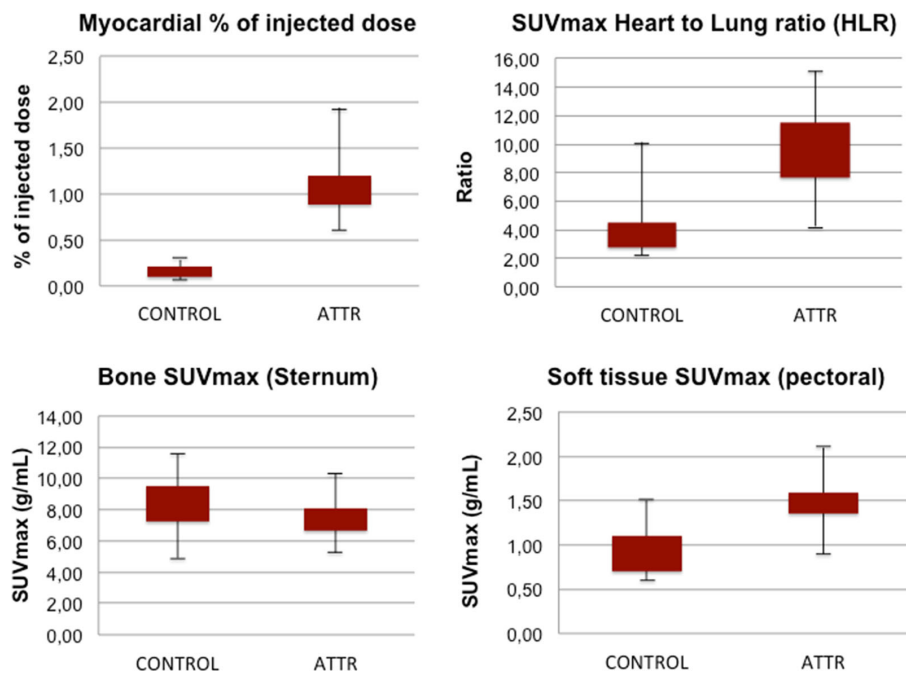 Myocardial % of injected dose
% of injected dose
2,50
2,00
1,50
1,00
0,50
0,00
CONTROL ATTR
SUVmax Heart to Lung ratio (HLR)
Ratio
16,00
14,00
12,00
10,00
8,00
6,00
4,00
2,00
0,00
CONTROL ATTR
Bone SUVmax (Sternum)
SUVmax (g/mL)
14,00
12,00
10,00
8,00
6,00
4,00
2,00
0,00
CONTROL ATTR
Soft tissue SUVmax (pectoral)
SUVmax (g/mL)
2,50
2,00
1,50
1,00
0,50
0,00
CONTROL ATTR